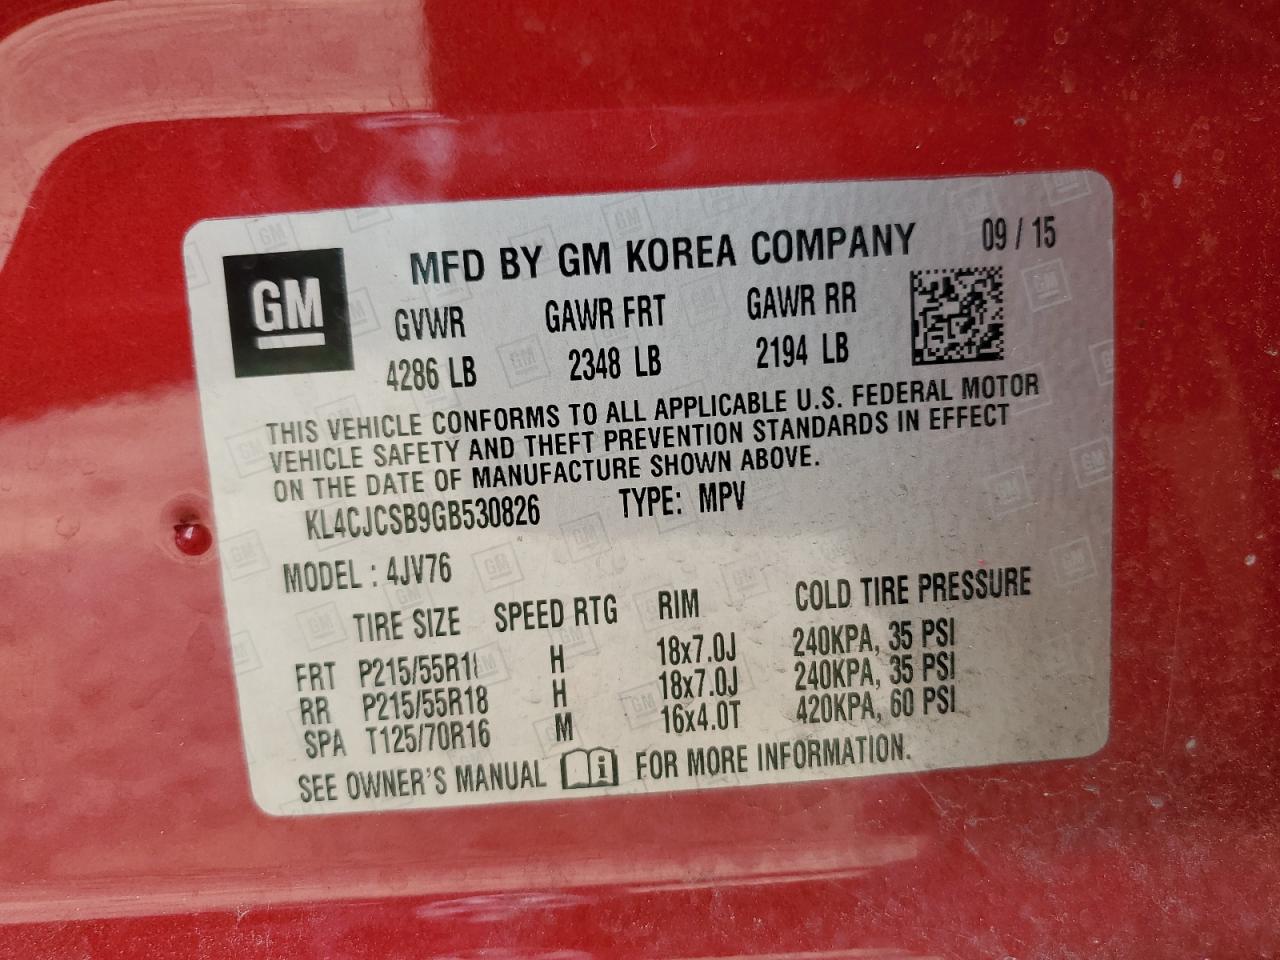 MFD BY GM KOREA COMPANY 09 / 15
GM
GVWR GAWR FRT GAWR RR
4286 LB 2348 LB 2194 LB
THIS VEHICLE CONFORMS TO ALL APPLICABLE U.S. FEDERAL MOTOR
VEHICLE SAFETY AND THEFT PREVENTION STANDARDS IN EFFECT
ON THE DATE OF MANUFACTURE SHOWN ABOVE.
KL4CJCSB9GB530826 TYPE: MPV
MODEL : 4JV76
TIRE SIZE SPEED RTG RIM COLD TIRE PRESSURE
FRT P215/55R18 H 18x7.0J 240KPA, 35 PSI
RR P215/55R18 H 18x7.0J 240KPA, 35 PSI
SPA T125/70R16 M 16x4.0T 420KPA, 60 PSI
SEE OWNER'S MANUAL i FOR MORE INFORMATION.